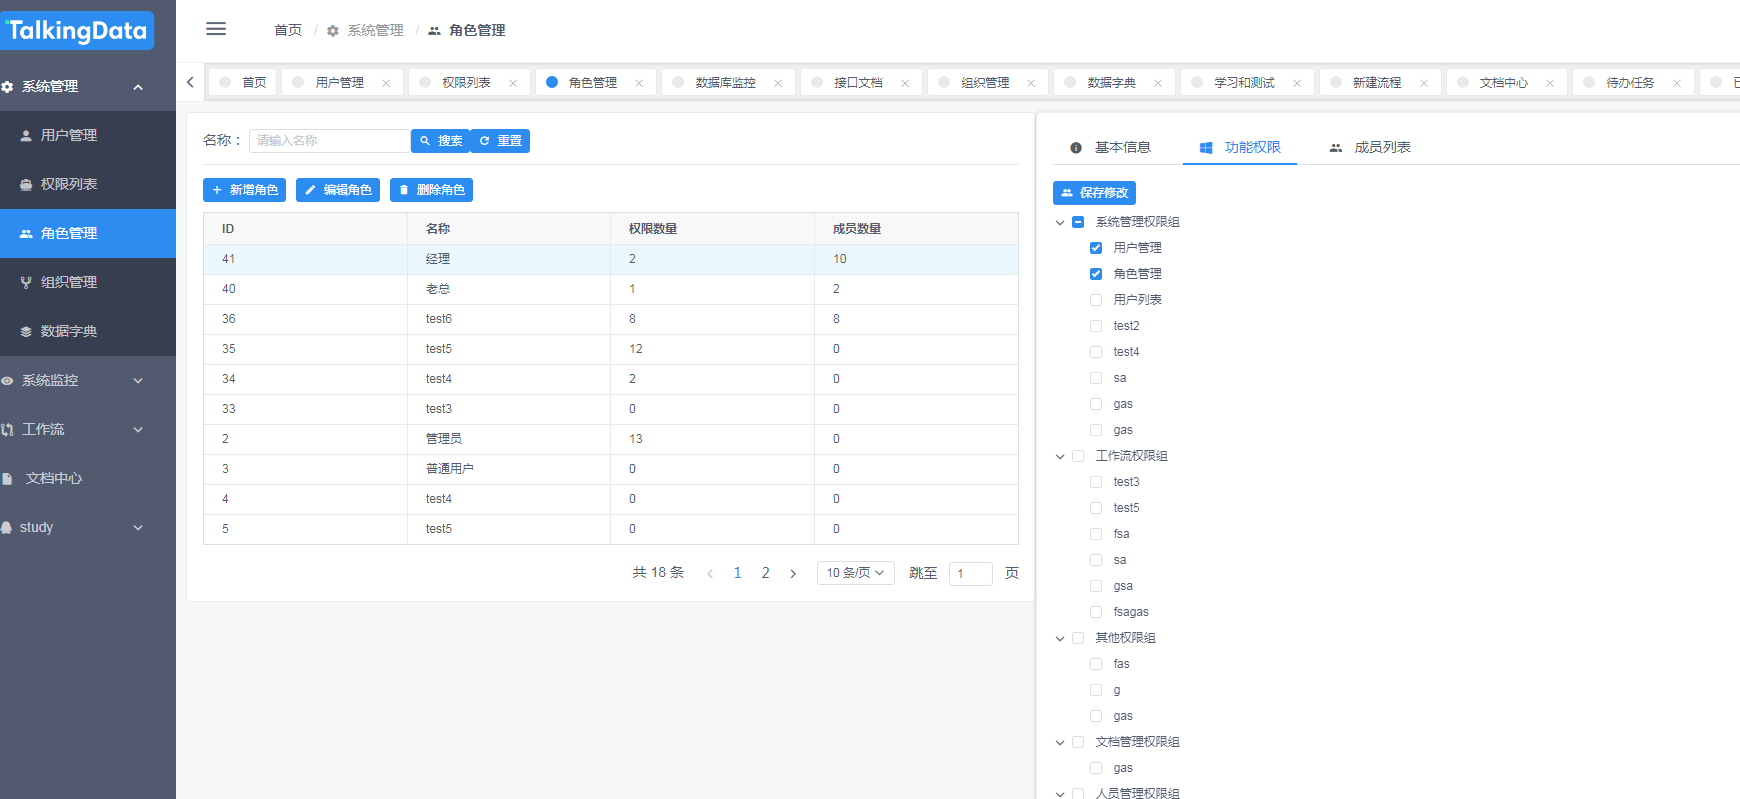 TalkingData
系统管理
用户管理
权限列表
角色管理
组织管理
数据字典
系统监控
工作流
文档中心
study
首页 / 系统管理 / 角色管理
首页 用户管理 权限列表 角色管理 数据库监控 接口文档 组织管理 数据字典 学习和测试 新建流程 文档中心 待办任务
名称： 请输入名称 搜索 重置
新增角色 编辑角色 删除角色
ID 名称 权限数量 成员数量
41 经理 2 10
40 老总 1 2
36 test6 8 8
35 test5 12 0
34 test4 2 0
33 test3 0 0
2 管理员 13 0
3 普通用户 0 0
4 test4 0 0
5 test5 0 0
共 18 条 1 2 10 条/页 跳至 1 页
基本信息 功能权限 成员列表
保存修改
系统管理权限组
用户管理
角色管理
用户列表
test2
test4
sa
gas
gas
工作流权限组
test3
test5
fsa
sa
gsa
fsagas
其他权限组
fas
g
gas
文档管理权限组
gas
人员管理权限组